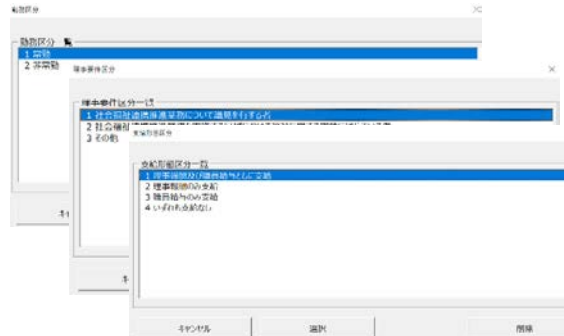 勤務区分
勤務区分一覧
1 常勤
2 非常勤
理事要件区分
理事要件区分一覧
1 社会福祉連携推進業務について識見を有する者
2 社会福祉
3 その他
支給形態区分
支給形態区分一覧
1 理事報酬及び職員給与ともに支給
2 理事報酬のみ支給
3 職員給与のみ支給
4 いずれも支給なし
キャンセル
選択
削除